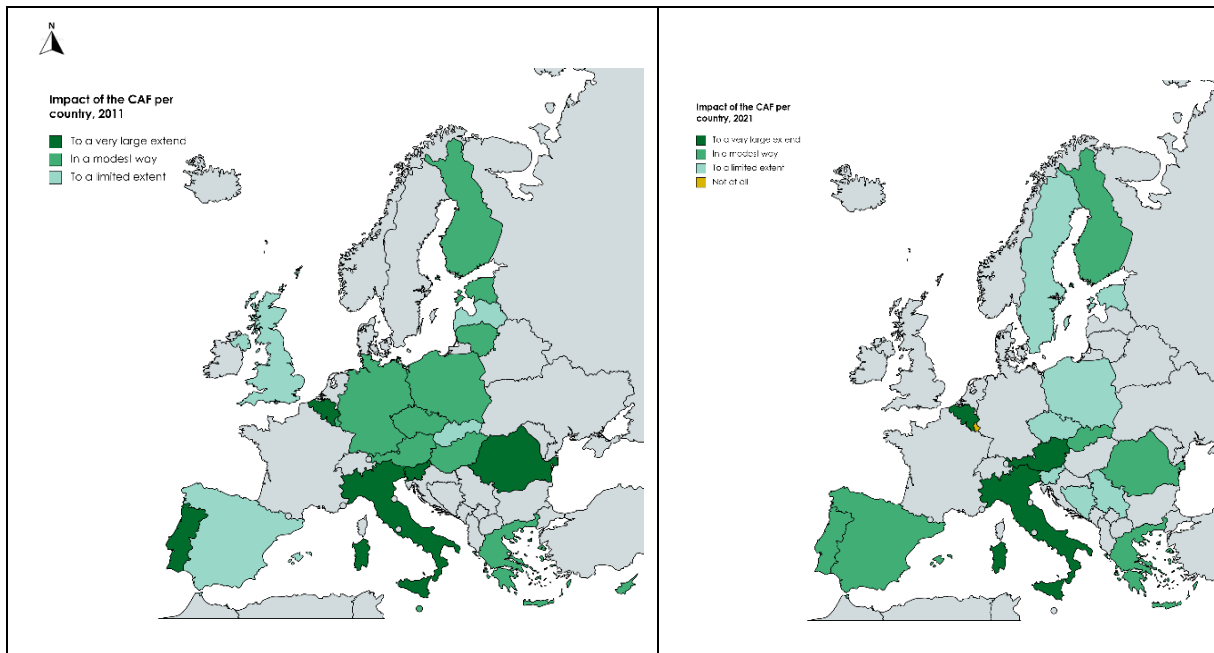 N
Impact of the CAF per
country, 2011
To a very large extend
In a modest way
To a limited extent
Impact of the CAF per
country, 2021
To a very large extend
In a modest way
To a limited extent
Not at all